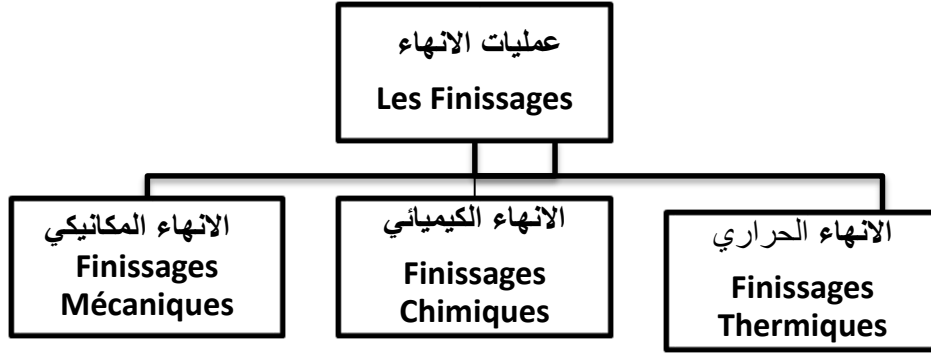 عمليات الانهاء
Les Finissages
الانهاء المكانيكي
Finissages
Mécaniques
الانهاء الكيميائي
Finissages
Chimiques
الانهاء الحراري
Finissages
Thermiques